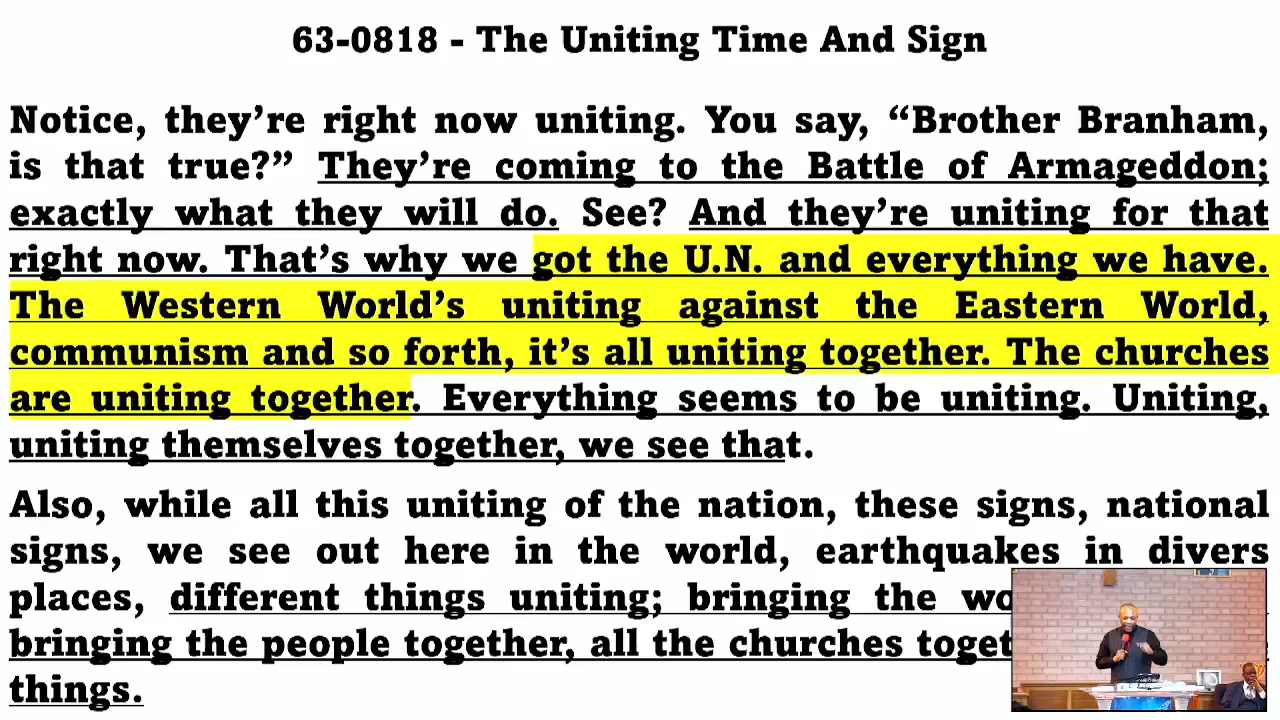 63-0818 - The Uniting Time And Sign
Notice, they’re right now uniting. You say, “Brother Branham,
is that true?” They’re coming to the Battle of Armageddon;
exactly what they will do. See? And they’re uniting for that
right now. That’s why we got the U.N. and everything we have.
The Western World’s uniting against the Eastern World,
communism and so forth, it’s all uniting together. The churches
are uniting together. Everything seems to be uniting. Uniting,
uniting themselves together, we see that.
Also, while all this uniting of the nation, these signs, national
signs, we see out here in the world, earthquakes in divers
places, different things uniting; bringing the
bringing the people together, all the churches
things.